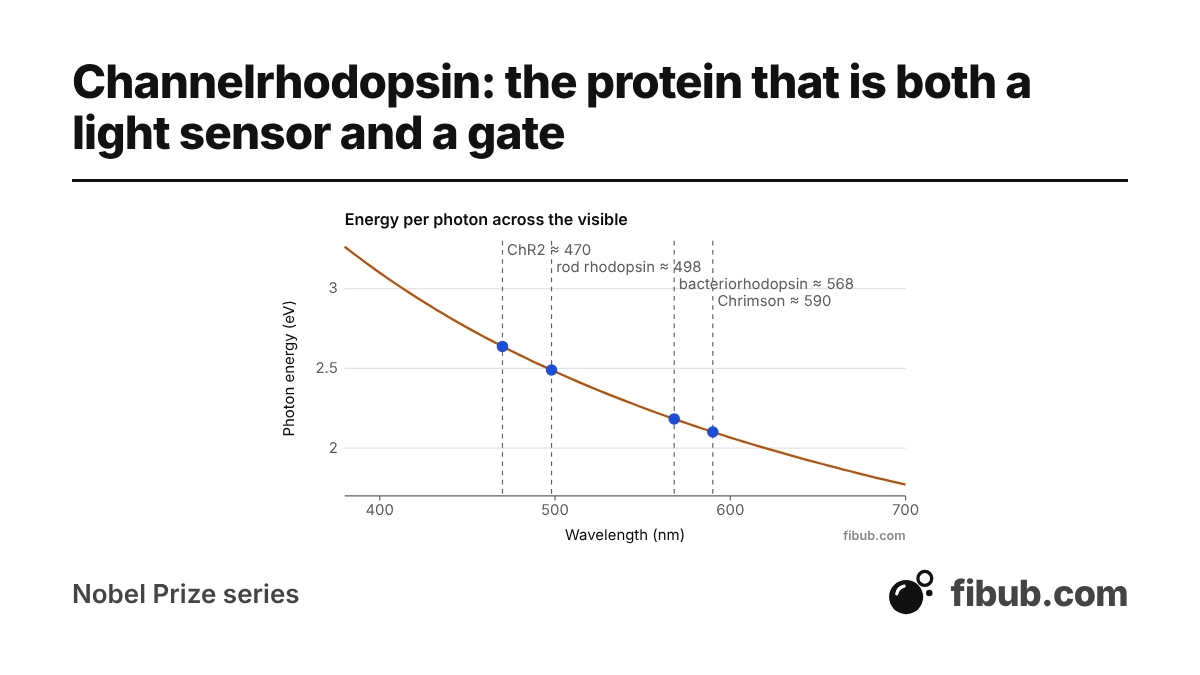 Channelrhodopsin: the protein that is both a
light sensor and a gate
Energy per photon across the visible
ChR2 ≈ 470
rod rhodopsin ≈ 498
bacteriorhodopsin ≈ 568
Chrimson ≈ 590
Photon energy (eV)
3
2.5
2
400
500
600
700
Wavelength (nm)
fibub.com
Nobel Prize series
fibub.com